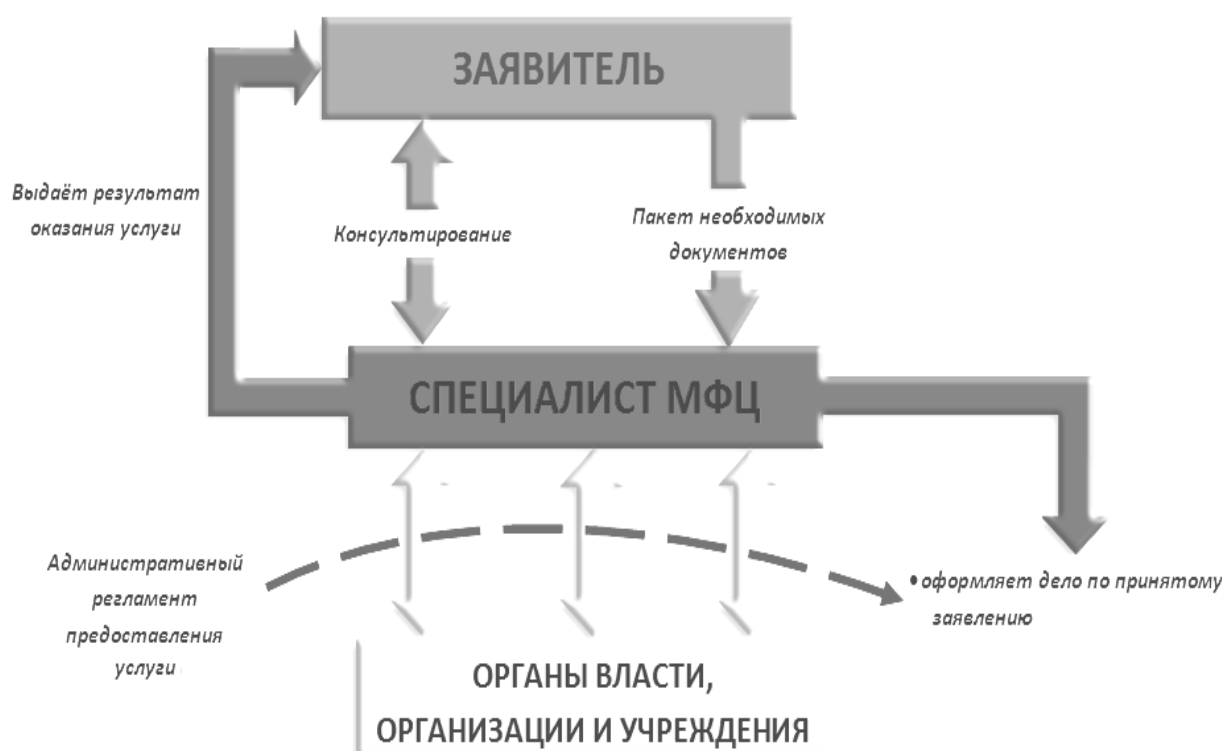 ЗАЯВИТЕЛЬ
Выдаёт результат
оказания услуги
Консультирование
Пакет необходимых
документов
СПЕЦИАЛИСТ МФЦ
Административный
регламент
предоставления
услуги
•оформляет дело по принятому
заявлению
ОРГАНЫ ВЛАСТИ,
ОРГАНИЗАЦИИ И УЧРЕЖДЕНИЯ